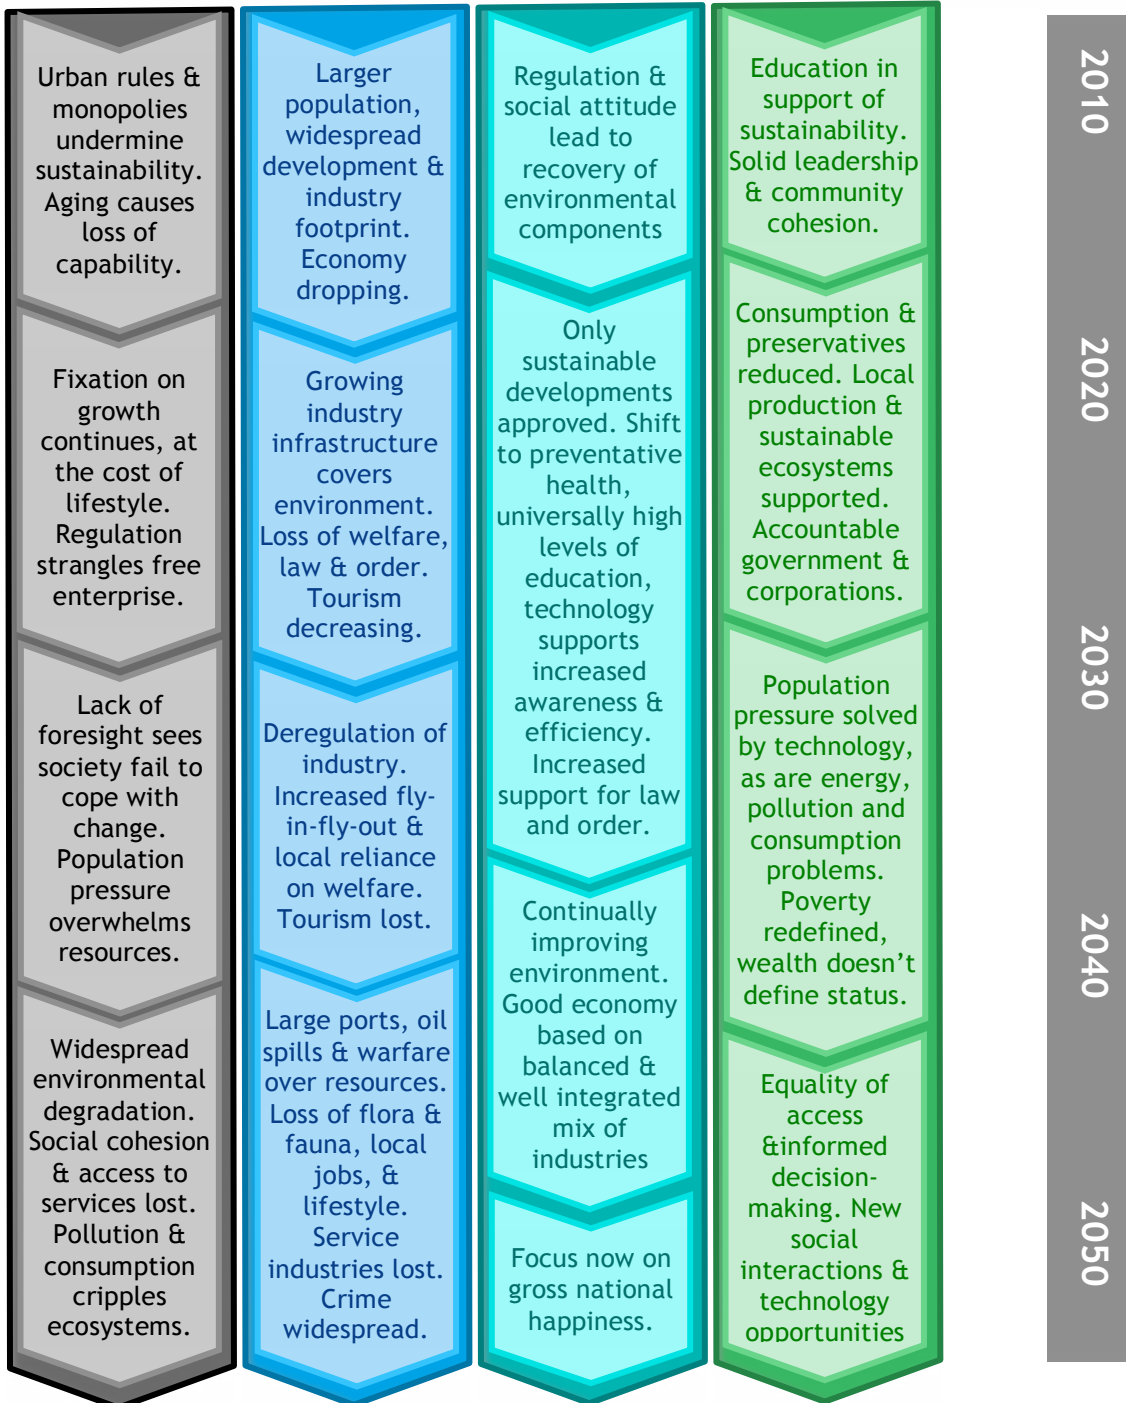 Urban rules &
monopolies
undermine
sustainability.
Aging causes
loss of
capability.
Fixation on
growth
continues, at
the cost of
lifestyle.
Regulation
strangles free
enterprise.
Lack of
foresight sees
society fail to
cope with
change.
Population
pressure
overwhelms
resources.
Widespread
environmental
degradation.
Social cohesion
& access to
services lost.
Pollution &
consumption
cripples
ecosystems.
Larger
population,
widespread
development &
industry
footprint.
Economy
dropping.
Growing
industry
infrastructure
covers
environment.
Loss of welfare,
law & order.
Tourism
decreasing.
Deregulation of
industry.
Increased fly-
in-fly-out &
local reliance
on welfare.
Tourism lost.
Large ports, oil
spills & warfare
over resources.
Loss of flora &
fauna, local
jobs, &
lifestyle.
Service
industries lost.
Crime
widespread.
Regulation &
social attitude
lead to
recovery of
environmental
components
Only
sustainable
developments
approved. Shift
to preventative
health,
universally high
levels of
education,
technology
supports
increased
awareness &
efficiency.
Increased
support for law
and order.
Continually
improving
environment.
Good economy
based on
balanced &
well integrated
mix of
industries
Focus now on
gross national
happiness.
Education in
support of
sustainability.
Solid leadership
& community
cohesion.
Consumption &
preservatives
reduced. Local
production &
sustainable
ecosystems
supported.
Accountable
government &
corporations.
Population
pressure solved
by technology,
as are energy,
pollution and
consumption
problems.
Poverty
redefined,
wealth doesn't
define status.
Equality of
access
&informed
decision-
making. New
social
interactions &
technology
opportunities
2010
2020
2030
2040
2050